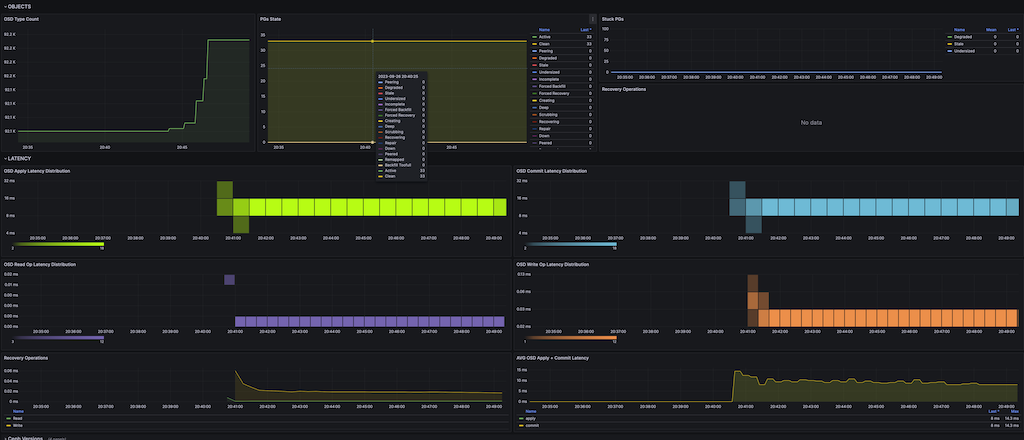 OBJECTS
OSD Type Count
92.2 K
92.2 K
92.2 K
92.2 K
92.1 K
92.1 K
92.1 K
92.1 K
20:35
20:40
20:45
PGs State
35
30
25
20
15
10
5
0
20:35
20:40
20:45
Name Last *
Active 33
Clean 33
Peering 0
Degraded 0
Stale 0
Undersized 0
Incomplete 0
Forced Backfill 0
Forced Recovery 0
Creating 0
Deep 0
Scrubbing 0
Recovering 0
Repair 0
Down 0
Peered 0
2023-09-26 20:40:25
Peering 0
Degraded 0
Stale 0
Undersized 0
Incomplete 0
Forced Backfill 0
Forced Recovery 0
Creating 0
Deep 0
Scrubbing 0
Recovering 0
Repair 0
Down 0
Peered 0
Remapped 0
Backfill Toofull 0
Active 33
Clean 33
Stuck PGs
100
75
50
25
0
20:35:00 20:36:00 20:37:00 20:38:00 20:39:00 20:40:00 20:41:00 20:42:00 20:43:00 20:44:00 20:45:00 20:46:00 20:47:00 20:48:00 20:49:00
Name Mean Last *
Degraded 0 0
Stale 0 0
Undersized 0 0
Recovery Operations
No data
LATENCY
OSD Apply Latency Distribution
32 ms
16 ms
8 ms
4 ms
20:35:00 20:36:00 20:37:00 20:38:00 20:39:00 20:40:00 20:41:00 20:42:00 20:43:00 20:44:00 20:45:00 20:46:00 20:47:00 20:48:00 20:49:00
OSD Commit Latency Distribution
32 ms
16 ms
8 ms
4 ms
20:35:00 20:36:00 20:37:00 20:38:00 20:39:00 20:40:00 20:41:00 20:42:00 20:43:00 20:44:00 20:45:00 20:46:00 20:47:00 20:48:00 20:49:00
OSD Read Op Latency Distribution
0.02 ms
0.01 ms
0.00 ms
0.00 ms
0.00 ms
20:35:00 20:36:00 20:37:00 20:38:00 20:39:00 20:40:00 20:41:00 20:42:00 20:43:00 20:44:00 20:45:00 20:46:00 20:47:00 20:48:00 20:49:00
OSD Write Op Latency Distribution
0.13 ms
0.06 ms
0.03 ms
0.02 ms
20:35:00 20:36:00 20:37:00 20:38:00 20:39:00 20:40:00 20:41:00 20:42:00 20:43:00 20:44:00 20:45:00 20:46:00 20:47:00 20:48:00 20:49:00
Recovery Operations
0.06 ms
0.04 ms
0.02 ms
0 ms
20:35:00 20:36:00 20:37:00 20:38:00 20:39:00 20:40:00 20:41:00 20:42:00 20:43:00 20:44:00 20:45:00 20:46:00 20:47:00 20:48:00 20:49:00
Name
Read
Write
AVG OSD Apply + Commit Latency
15 ms
10 ms
5 ms
0 ms
20:35:00 20:36:00 20:37:00 20:38:00 20:39:00 20:40:00 20:41:00 20:42:00 20:43:00 20:44:00 20:45:00 20:46:00 20:47:00 20:48:00 20:49:00
Name Last * Max
apply 8 ms 14.3 ms
commit 8 ms 14.3 ms
Ceph Versions